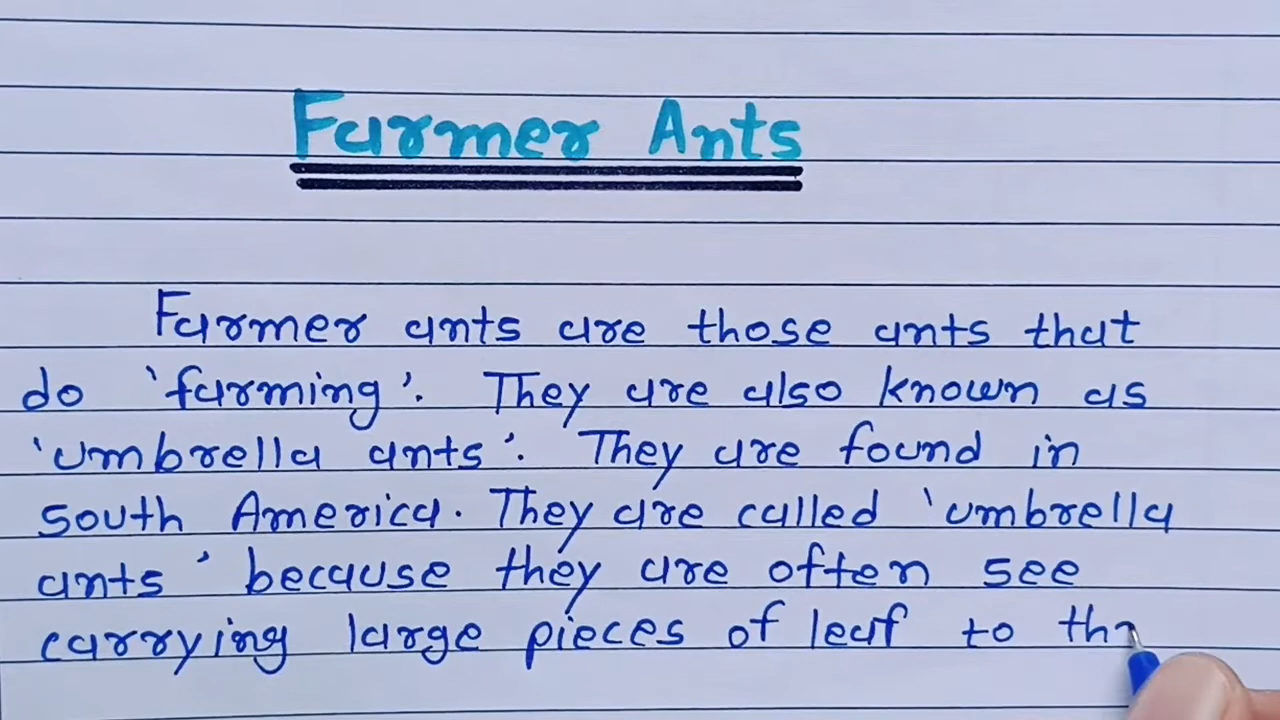 Farmer Ants
Farmer ants are those ants that
do 'farming'. They are also known as
'umbrella ants'. They are found in
south America. They are called 'umbrella
ants' because they are often see
carrying large pieces of leaf to